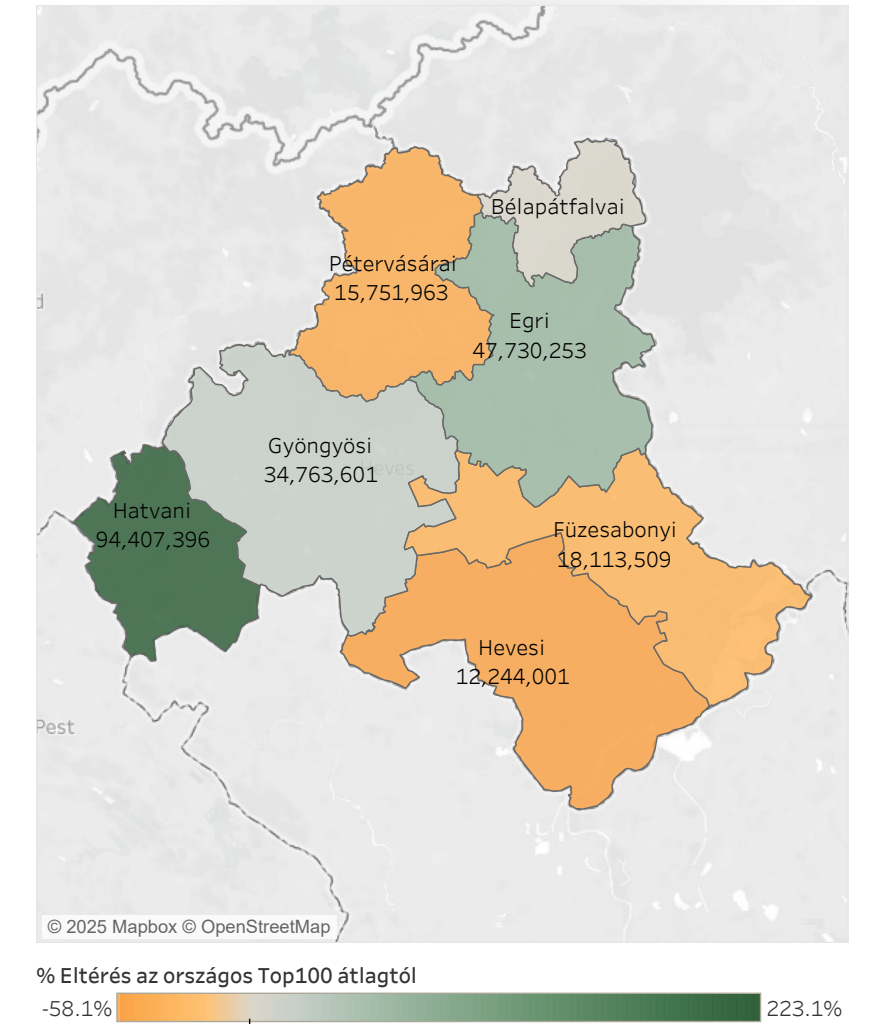 Bélapátfalvai
Pétervásárai
15,751,963
Egri
47,730,253
Gyöngyösi
34,763,601
Hatvani
94,407,396
Füzesabonyi
18,113,509
Hevesi
12,244,001
Pest
© 2025 Mapbox © OpenStreetMap
% Eltérés az országos Top100 átlagtól
-58.1%
223.1%